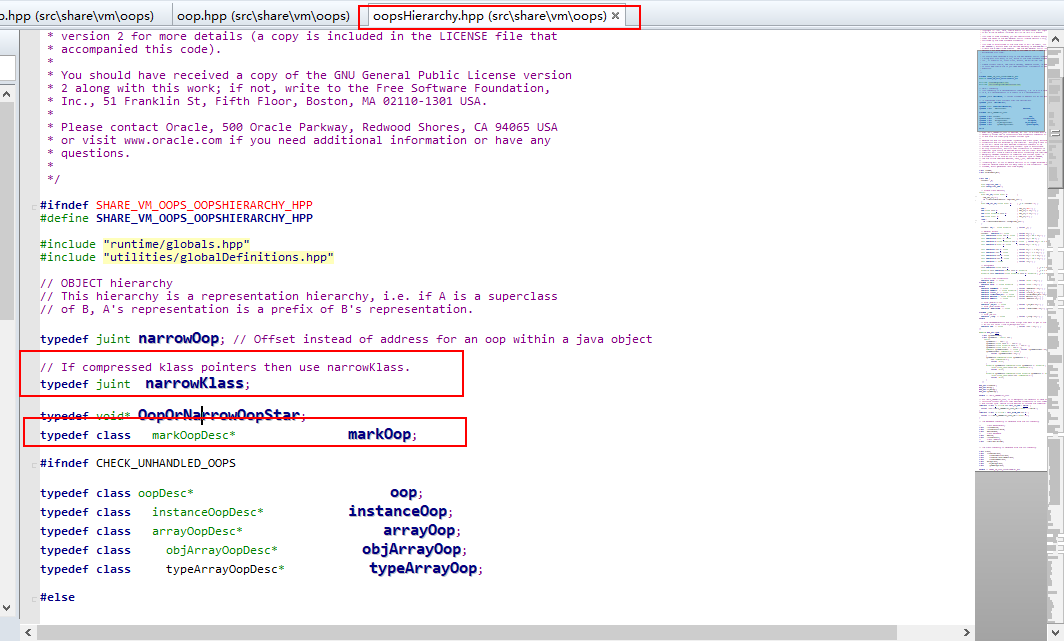 o.hpp (src\share\vm\oops) oop.hpp (src\share\vm\oops) oopsHierarchy.hpp (src\share\vm\oops) ×
* version 2 for more details (a copy is included in the LICENSE file that
* accompanied this code).
*
* You should have received a copy of the GNU General Public License version
* 2 along with this work; if not, write to the Free Software Foundation,
* Inc., 51 Franklin St, Fifth Floor, Boston, MA 02110-1301 USA.
*
* Please contact Oracle, 500 Oracle Parkway, Redwood Shores, CA 94065 USA
* or visit www.oracle.com if you need additional information or have any
* questions.
*
*/
#ifndef SHARE_VM_OOPS_OOPSHIERARCHY_HPP
#define SHARE_VM_OOPS_OOPSHIERARCHY_HPP
#include "runtime/globals.hpp"
#include "utilities/globalDefinitions.hpp"
// OBJECT hierarchy
// This hierarchy is a representation hierarchy, i.e. if A is a superclass
// of B, A's representation is a prefix of B's representation.
typedef juint narrowOop; // Offset instead of address for an oop within a java object
// If compressed klass pointers then use narrowKlass.
typedef juint narrowKlass;
typedef void* OopOrNarrowOopStar;
typedef class markOopDesc* markOop;
#ifndef CHECK_UNHANDLED_OOPS
typedef class oopDesc* oop;
typedef class instanceOopDesc* instanceOop;
typedef class arrayOopDesc* arrayOop;
typedef class objArrayOopDesc* objArrayOop;
typedef class typeArrayOopDesc* typeArrayOop;
#else